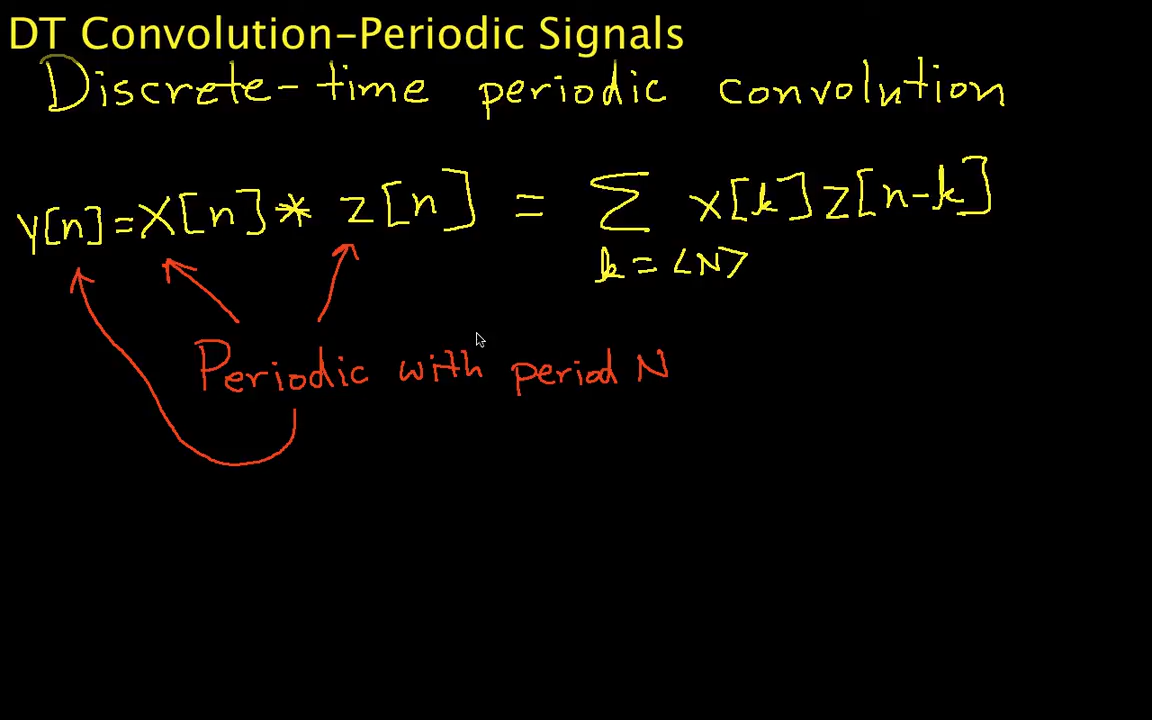 DT Convolution–Periodic Signals
Discrete-time periodic convolution
y[n]=x[n]* z[n] = ∑ x[k]z[n-k]
k=<N>
Periodic with period N